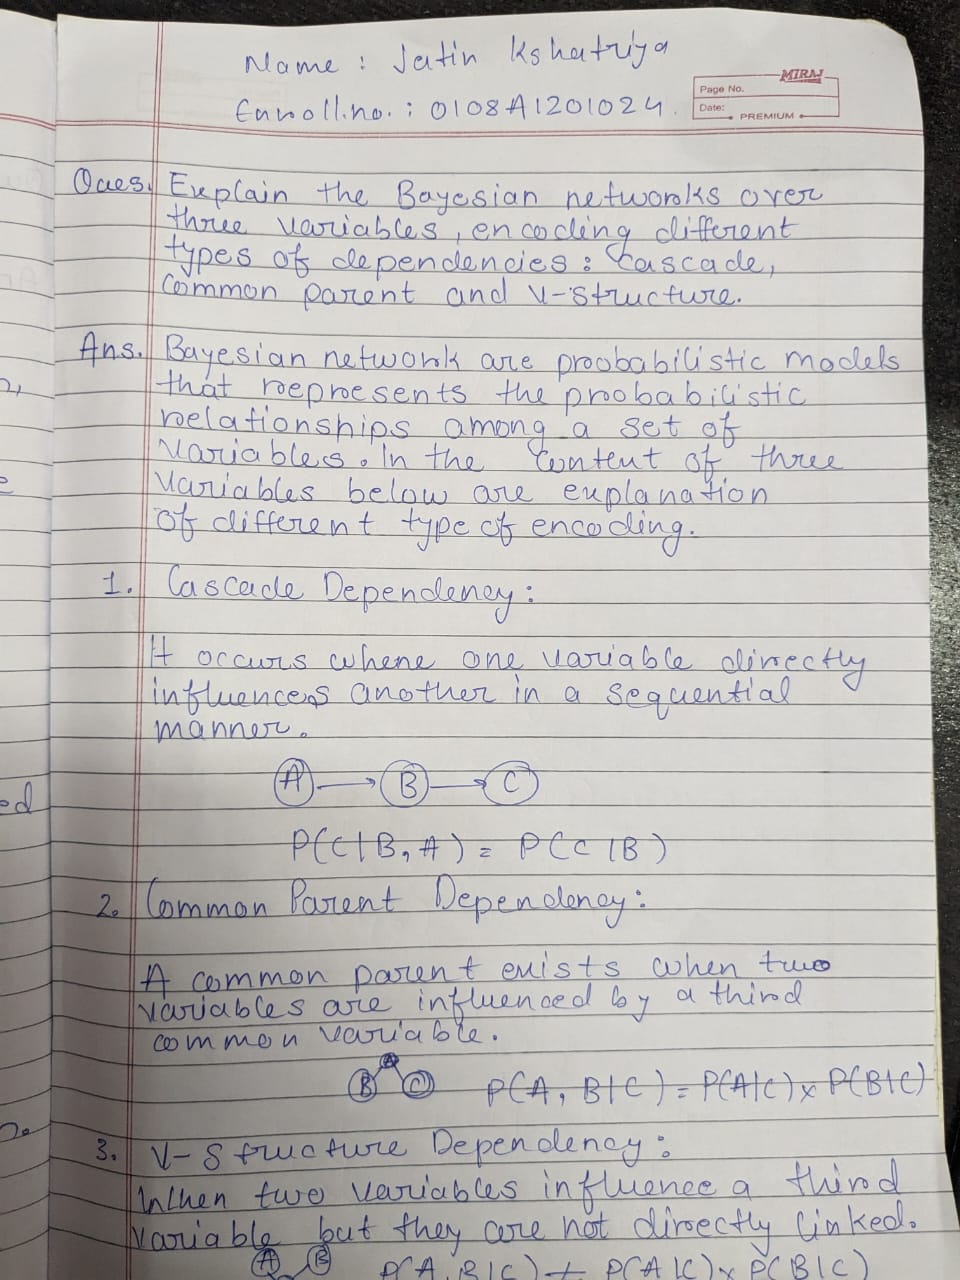 Name : Jatin Kshatriya
MIRAJ
Page No.
Enroll.no. : 0108AI201024
Date:
PREMIUM
Ques. Explain the Bayesian networks over
three variables, encoding different
types of dependencies : Cascade,
Common parent and V-structure.
Ans. Bayesian network are probabilistic models
that represents the probabilistic
relationships among a set of
variables. In the context of three
variables below are explanation
of different type of encoding.
1. Cascade Dependency :
It occurs where one variable directly
influences another in a sequential
manner.
A → B → C
P(C|B, A) = P(C|B)
2. Common Parent Dependency :
A common parent exists when two
variables are influenced by a third
common variable.
A
B C P(A, B|C) = P(A|C) x P(B|C)
3. V-Structure Dependency :
When two variables influence a third
variable but they are not directly linked.
A B P(A, B|C) ≠ P(A|C) x P(B|C)
ed